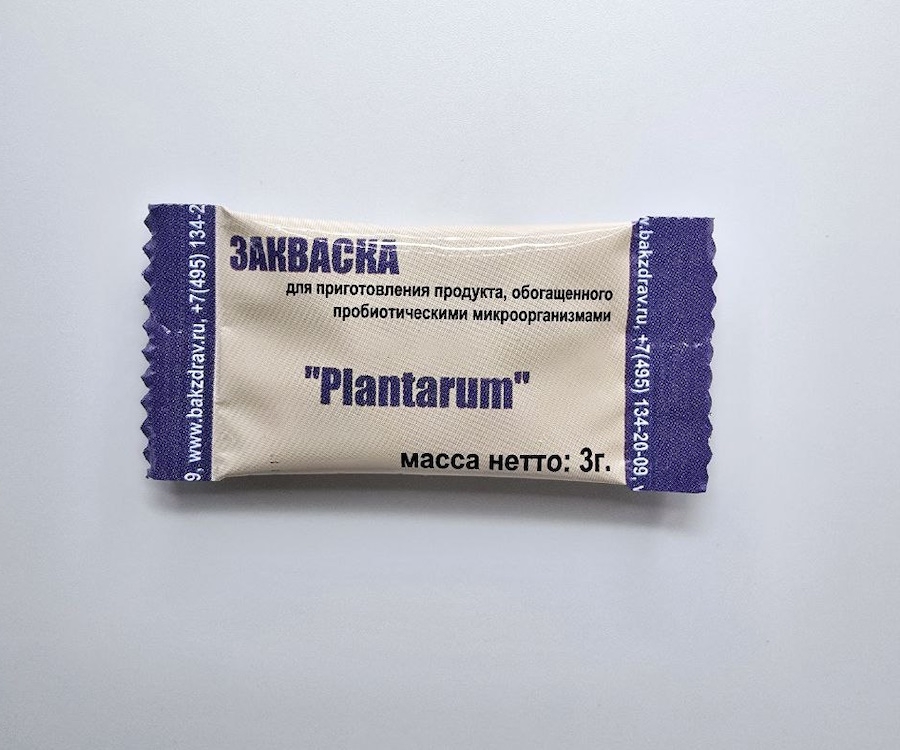 ЗАКВАСКА
для приготовления продукта, обогащенного
пробиотическими микроорганизмами
"Plantarum"
масса нетто: 3г.
9, www.bakzdrav.ru, +7(495) 134-2
.bakzdrav.ru, +7(495) 134-20-09,